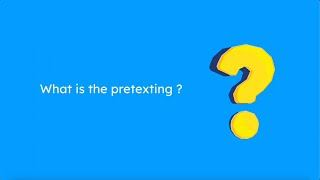 What is the pretexting ?